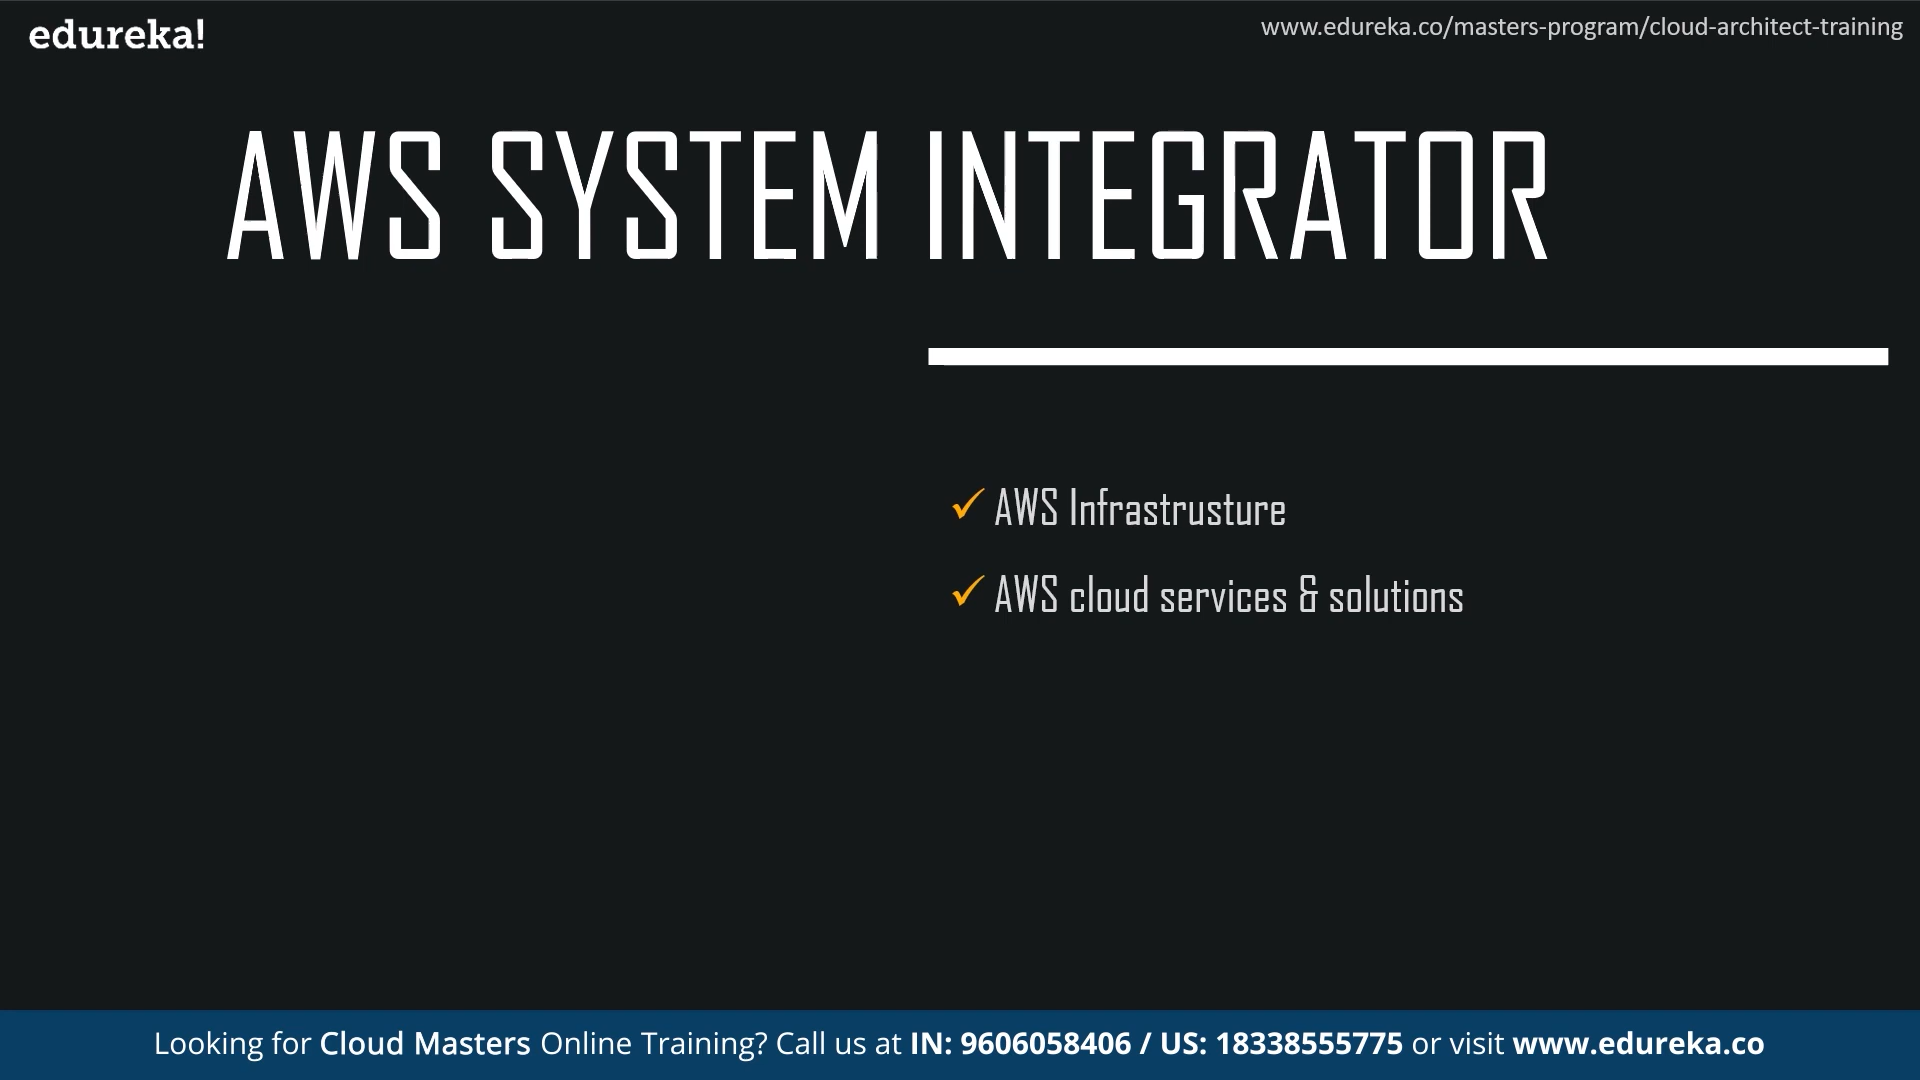 edureka!
www.edureka.co/masters-program/cloud-architect-training
AWS SYSTEM INTEGRATOR
✓ AWS Infrastrusture
✓ AWS cloud services & solutions
Looking for Cloud Masters Online Training? Call us at IN: 9606058406 / US: 18338555775 or visit www.edureka.co